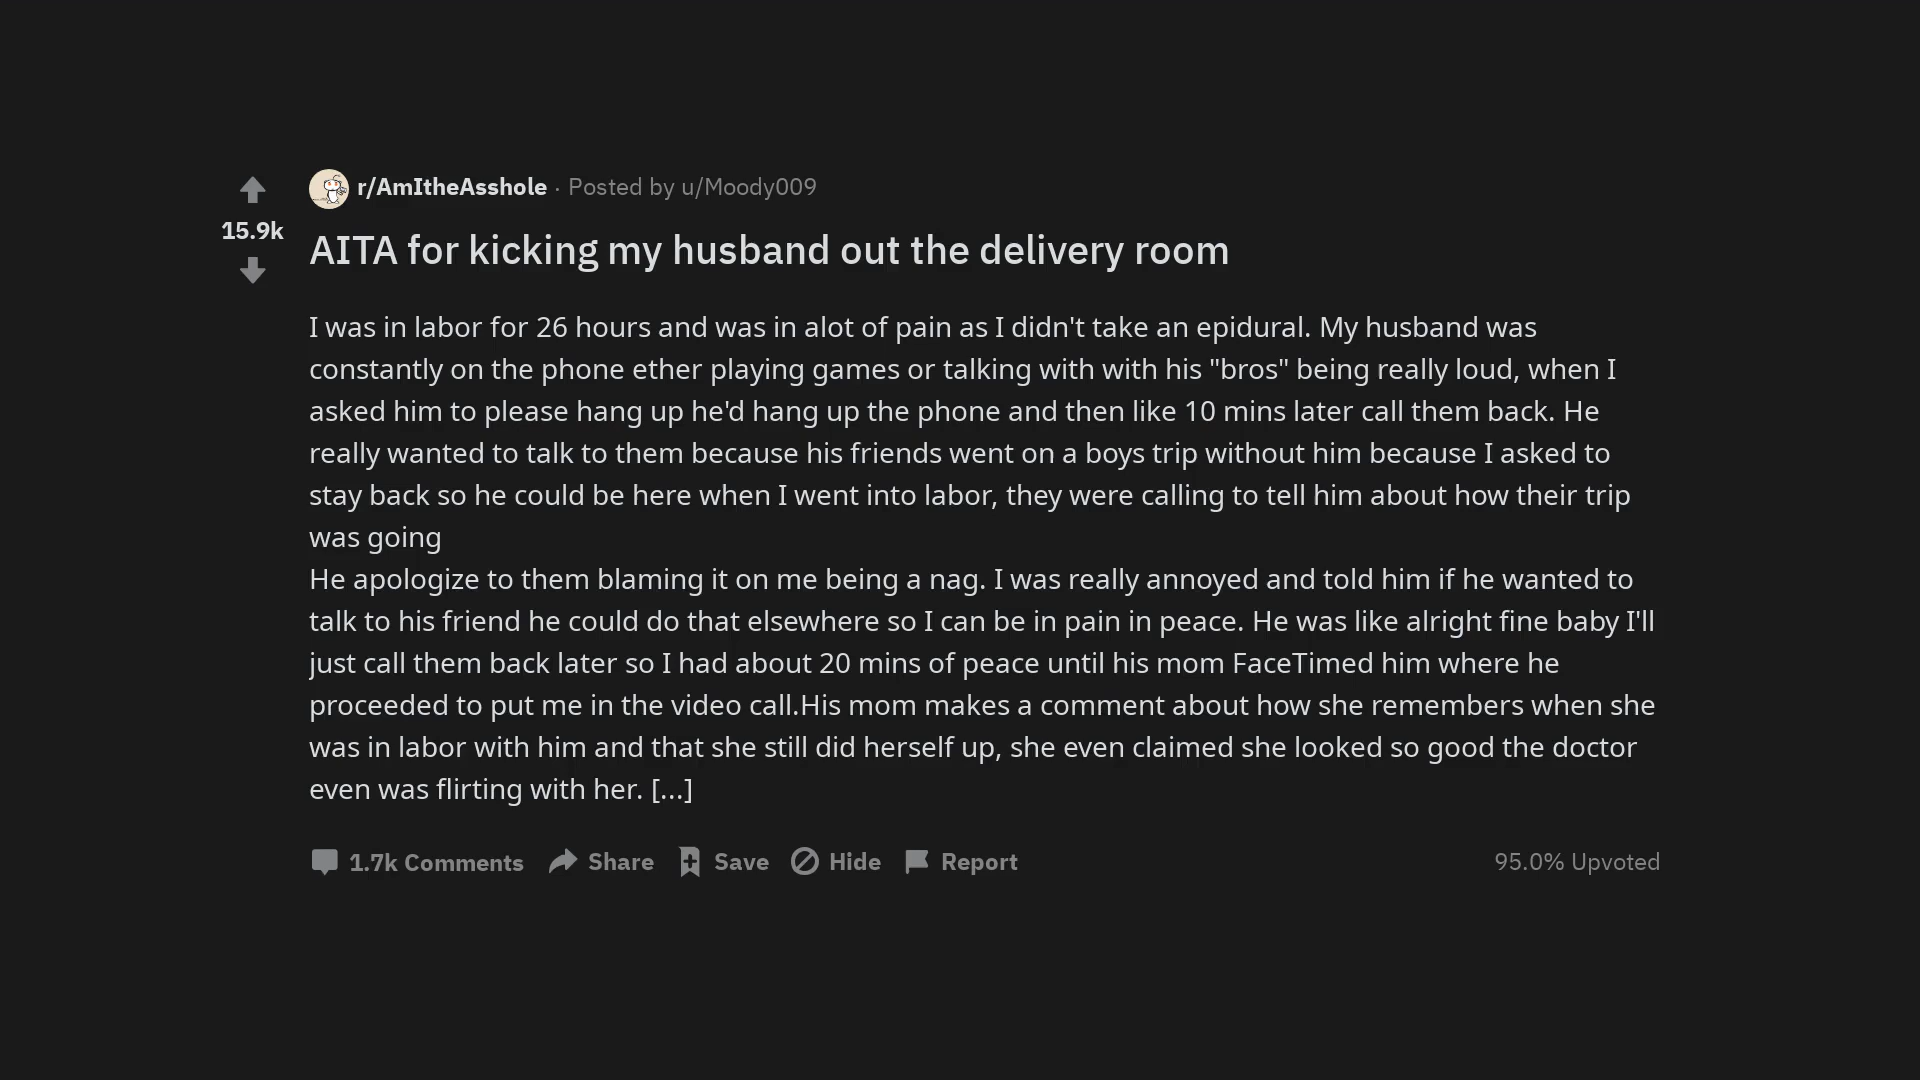 r/AmItheAsshole · Posted by u/Moody009
15.9k
AITA for kicking my husband out the delivery room
I was in labor for 26 hours and was in alot of pain as I didn't take an epidural. My husband was
constantly on the phone ether playing games or talking with with his "bros" being really loud, when I
asked him to please hang up he'd hang up the phone and then like 10 mins later call them back. He
really wanted to talk to them because his friends went on a boys trip without him because I asked to
stay back so he could be here when I went into labor, they were calling to tell him about how their trip
was going
He apologize to them blaming it on me being a nag. I was really annoyed and told him if he wanted to
talk to his friend he could do that elsewhere so I can be in pain in peace. He was like alright fine baby I'll
just call them back later so I had about 20 mins of peace until his mom FaceTimed him where he
proceeded to put me in the video call.His mom makes a comment about how she remembers when she
was in labor with him and that she still did herself up, she even claimed she looked so good the doctor
even was flirting with her. [...]
1.7k Comments Share Save Hide Report 95.0% Upvoted